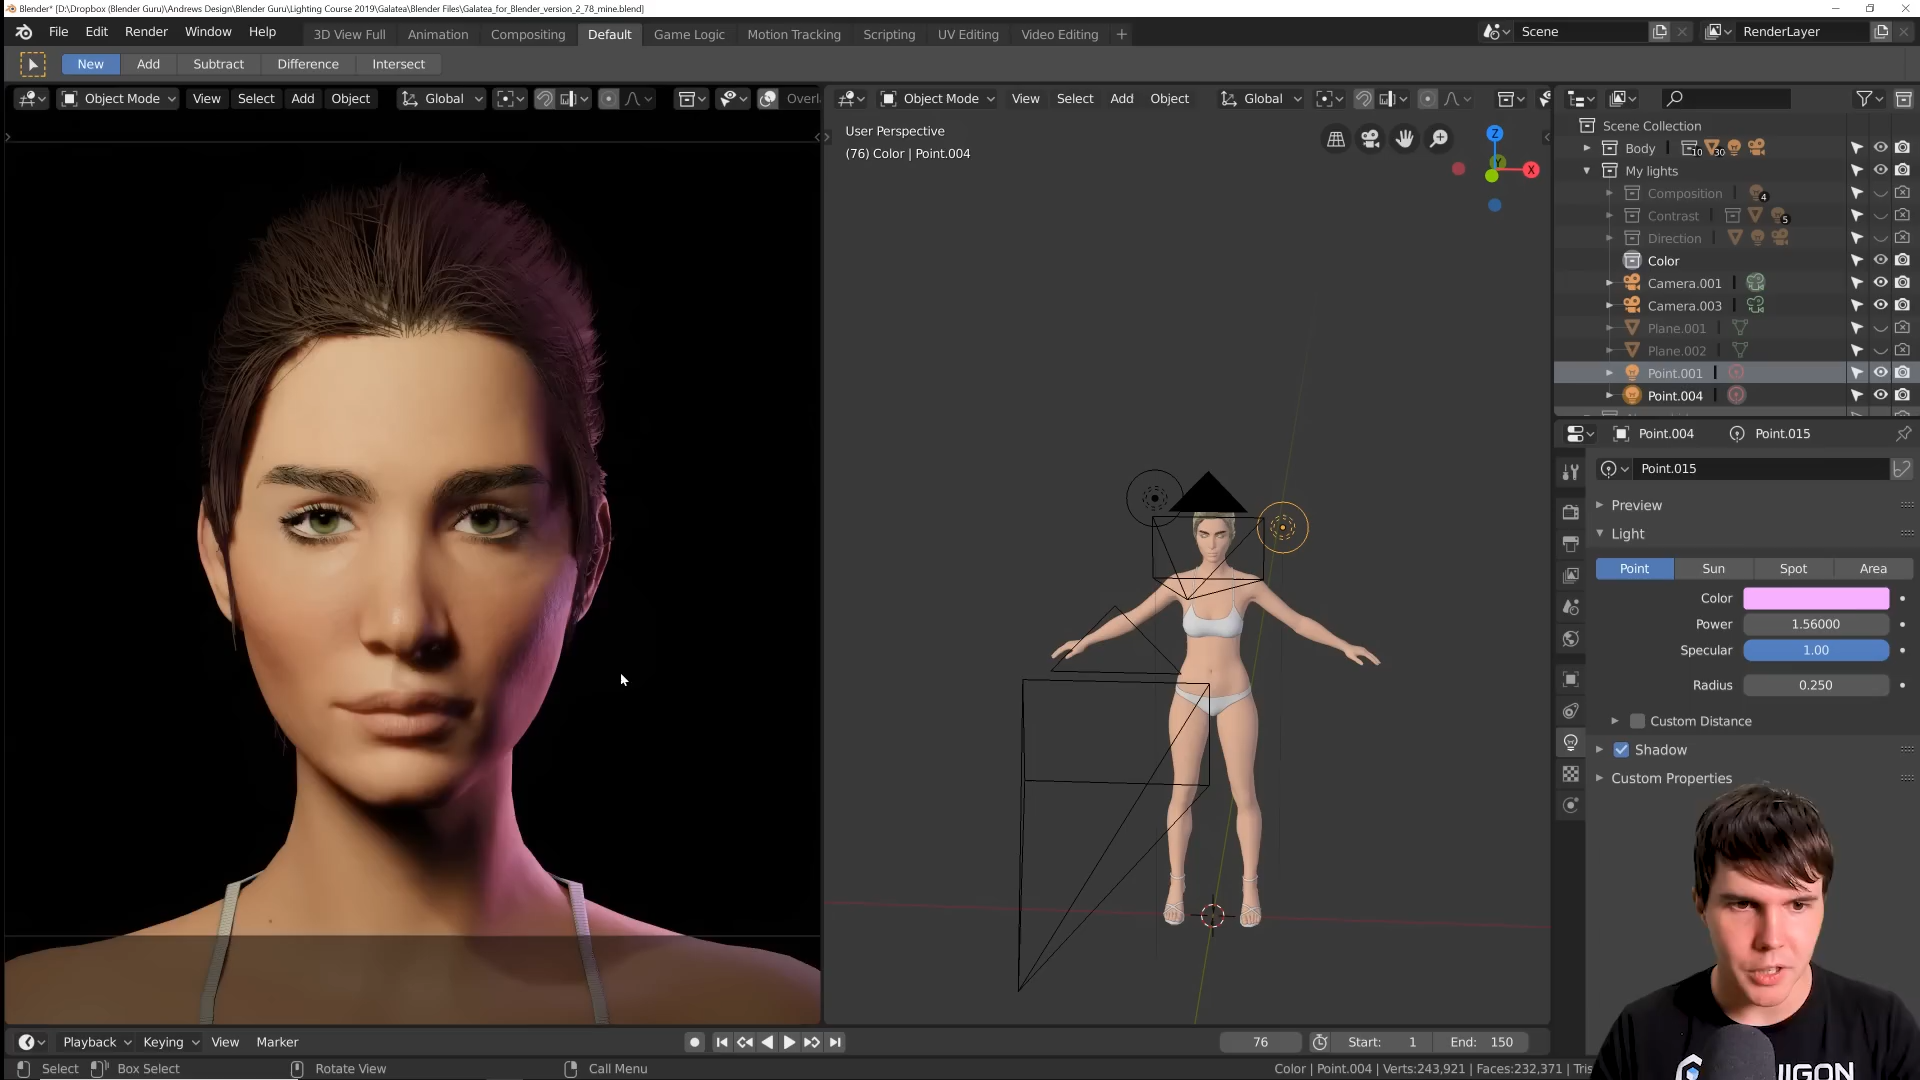 Blender* [D:\Dropbox (Blender Guru)\Andrews Design\Blender Guru\Lighting Course 2019\Galatea\Blender Files\Galatea_for_Blender_version_2_78_mine.blend]
File Edit Render Window Help 3D View Full Animation Compositing Default Game Logic Motion Tracking Scripting UV Editing Video Editing + Scene RenderLayer
New Add Subtract Difference Intersect
Object Mode View Select Add Object Global
Object Mode View Select Add Object Global
User Perspective
(76) Color | Point.004
Z
Y
X
Scene Collection
Body 10 30
My lights
Composition 4
Contrast 5
Direction
Color
Camera.001
Camera.003
Plane.001
Plane.002
Point.001
Point.004
Point.004 Point.015
Point.015
Preview
Light
Point Sun Spot Area
Color
Power 1.56000
Specular 1.00
Radius 0.250
Custom Distance
Shadow
Custom Properties
Playback Keying View Marker 76 Start: 1 End: 150
Select Box Select Rotate View Call Menu Color | Point.004 | Verts:243,921 | Faces:232,371 | Tris